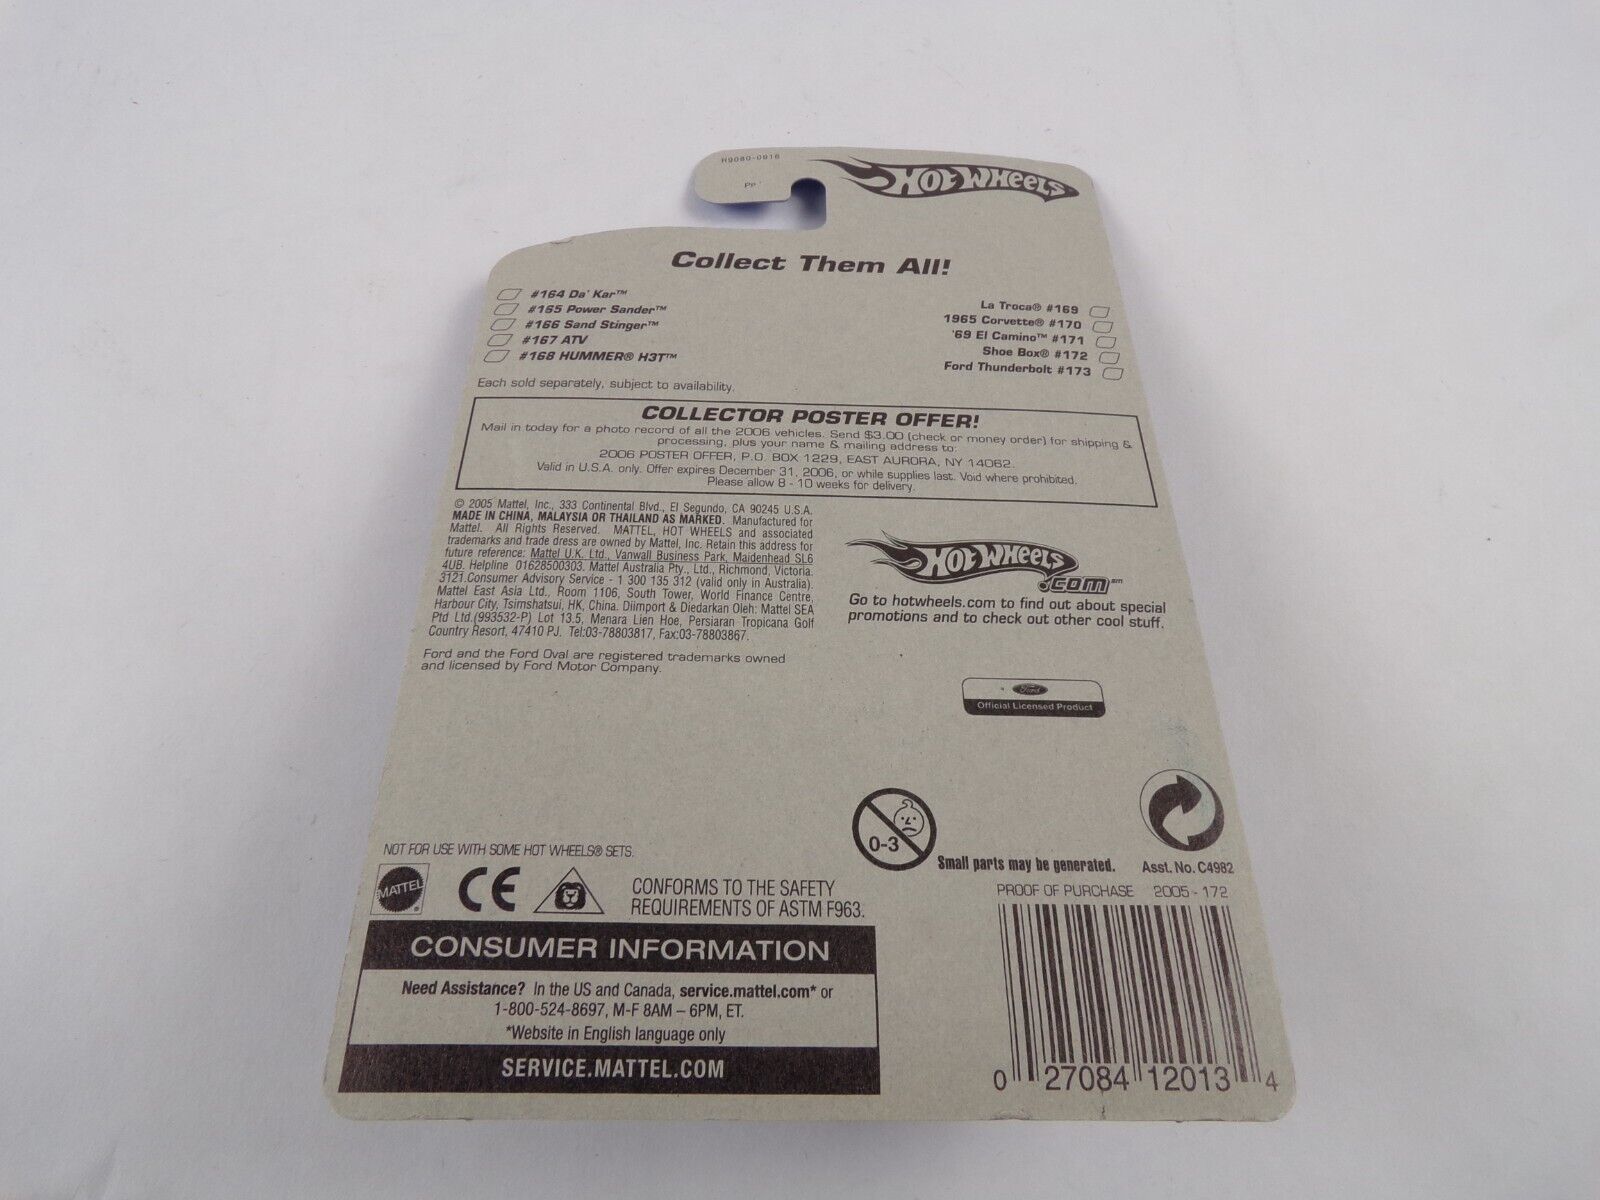 H9080-0918
PP
HOT WHEELS
Collect Them All!
#164 Da' Kar™
#165 Power Sander™
#166 Sand Stinger™
#167 ATV
#168 HUMMER® H3T™
La Troca® #169
1965 Corvette® #170
'69 El Camino™ #171
Shoe Box® #172
Ford Thunderbolt #173
Each sold separately, subject to availability.
COLLECTOR POSTER OFFER!
Mail in today for a photo record of all the 2006 vehicles. Send $3.00 (check or money order) for shipping &
processing, plus your name & mailing address to:
2006 POSTER OFFER, P.O. BOX 1229, EAST AURORA, NY 14052.
Valid in U.S.A. only. Offer expires December 31, 2006, or while supplies last. Void where prohibited.
Please allow 8 - 10 weeks for delivery.
© 2005 Mattel, Inc., 333 Continental Blvd., El Segundo, CA 90245 U.S.A.
MADE IN CHINA, MALAYSIA OR THAILAND AS MARKED. Manufactured for
Mattel. All Rights Reserved. MATTEL, HOT WHEELS and associated
trademarks and trade dress are owned by Mattel, Inc. Retain this address for
future reference: Mattel U.K. Ltd., Vanwall Business Park, Maidenhead SL6
4UB. Helpline 01628500303. Mattel Australia Pty., Ltd., Richmond, Victoria.
3121.Consumer Advisory Service - 1 300 135 312 (valid only in Australia).
Mattel East Asia Ltd., Room 1106, South Tower, World Finance Centre,
Harbour City, Tsimshatsui, HK, China. Diimport & Diedarkan Oleh: Mattel SEA
Ptd Ltd.(993532-P) Lot 13.5, Menara Lien Hoe, Persiaran Tropicana Golf
Country Resort, 47410 PJ. Tel:03-78803817, Fax:03-78803867.
Ford and the Ford Oval are registered trademarks owned
and licensed by Ford Motor Company.
HOT WHEELS
.com℠
Go to hotwheels.com to find out about special
promotions and to check out other cool stuff.
Ford
Official Licensed Product
0-3
Small parts may be generated.
Asst. No. C4982
NOT FOR USE WITH SOME HOT WHEELS® SETS.
MATTEL®
CE
CONFORMS TO THE SAFETY
REQUIREMENTS OF ASTM F963.
PROOF OF PURCHASE 2005 - 172
CONSUMER INFORMATION
Need Assistance? In the US and Canada, service.mattel.com* or
1-800-524-8697, M-F 8AM – 6PM, ET.
*Website in English language only
SERVICE.MATTEL.COM
0 27084 12013 4